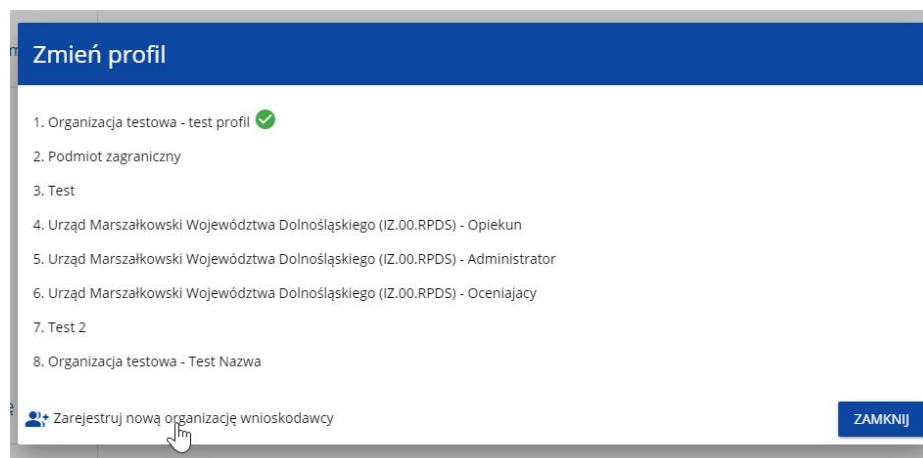 Zmień profil
1. Organizacja testowa - test profil
2. Podmiot zagraniczny
3. Test
4. Urząd Marszałkowski Województwa Dolnośląskiego (IZ.00.RPDS) - Opiekun
5. Urząd Marszałkowski Województwa Dolnośląskiego (IZ.00.RPDS) - Administrator
6. Urząd Marszałkowski Województwa Dolnośląskiego (IZ.00.RPDS) - Oceniajacy
7. Test 2
8. Organizacja testowa - Test Nazwa
Zarejestruj nową organizację wnioskodawcy
ZAMKNIJ